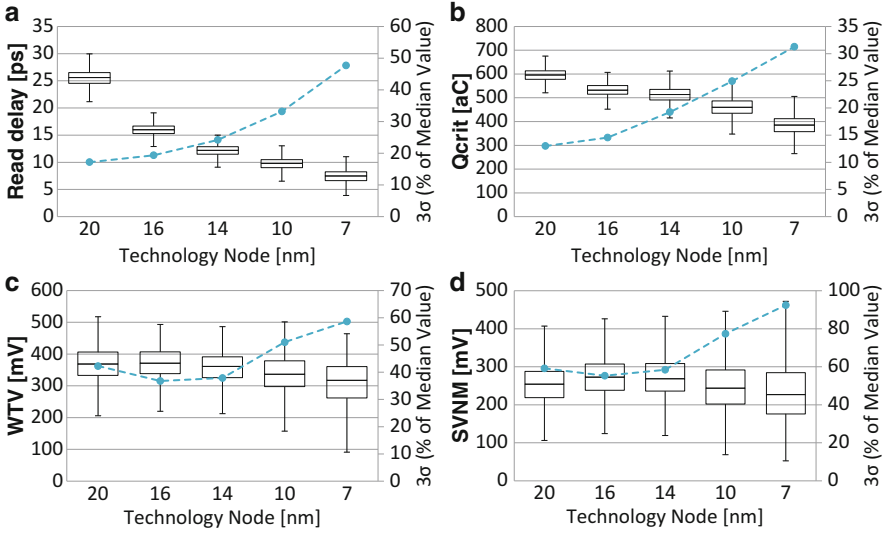 a
Read delay [ps]
35
30
25
20
15
10
5
0
60
50
40
30
20
10
0
3σ (% of Median Value)
20 16 14 10 7
Technology Node [nm]
b
Qcrit [aC]
800
700
600
500
400
300
200
100
0
35
30
25
20
15
10
5
0
3σ (% of Median Value)
20 16 14 10 7
Technology Node [nm]
c
WTV [mV]
600
500
400
300
200
100
0
70
60
50
40
30
20
10
0
3σ (% of Median Value)
20 16 14 10 7
Technology Node [nm]
d
SVNM [mV]
500
400
300
200
100
0
100
80
60
40
20
0
3σ (% of Median Value)
20 16 14 10 7
Technology Node [nm]